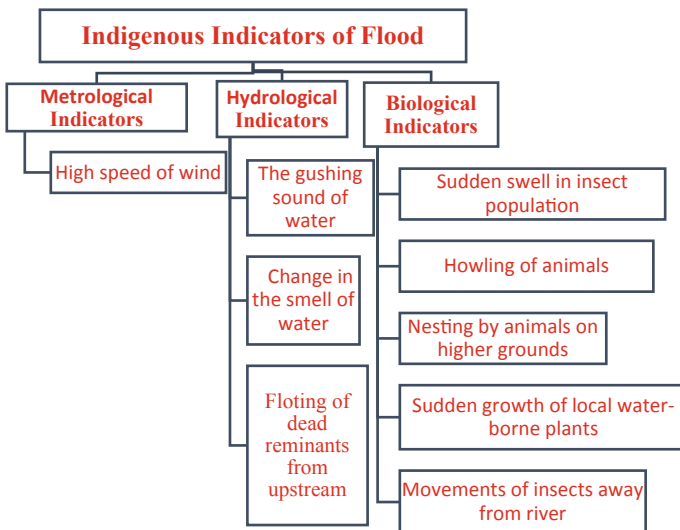 Indigenous Indicators of Flood
Metrological
Indicators
High speed of wind
Hydrological
Indicators
The gushing
sound of
water
Change in
the smell of
water
Floting of
dead
reminants
from
upstream
Biological
Indicators
Sudden swell in insect
population
Howling of animals
Nesting by animals on
higher grounds
Sudden growth of local water-
borne plants
Movements of insects away
from river